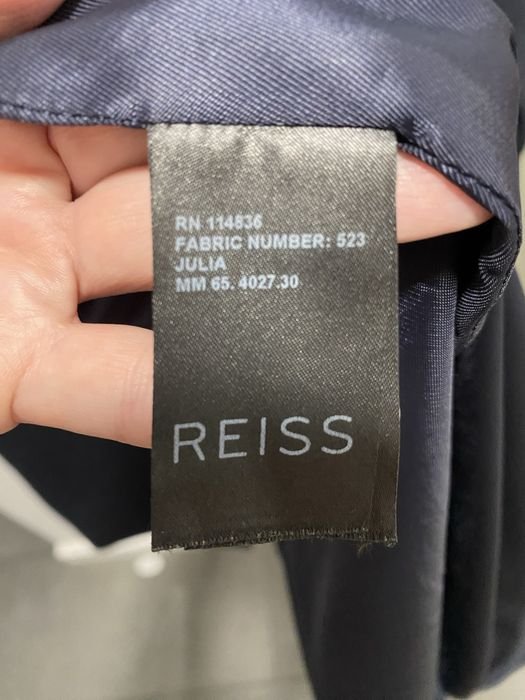 RN 114836
FABRIC NUMBER: 523
JULIA
MM 65. 4027.30
REISS